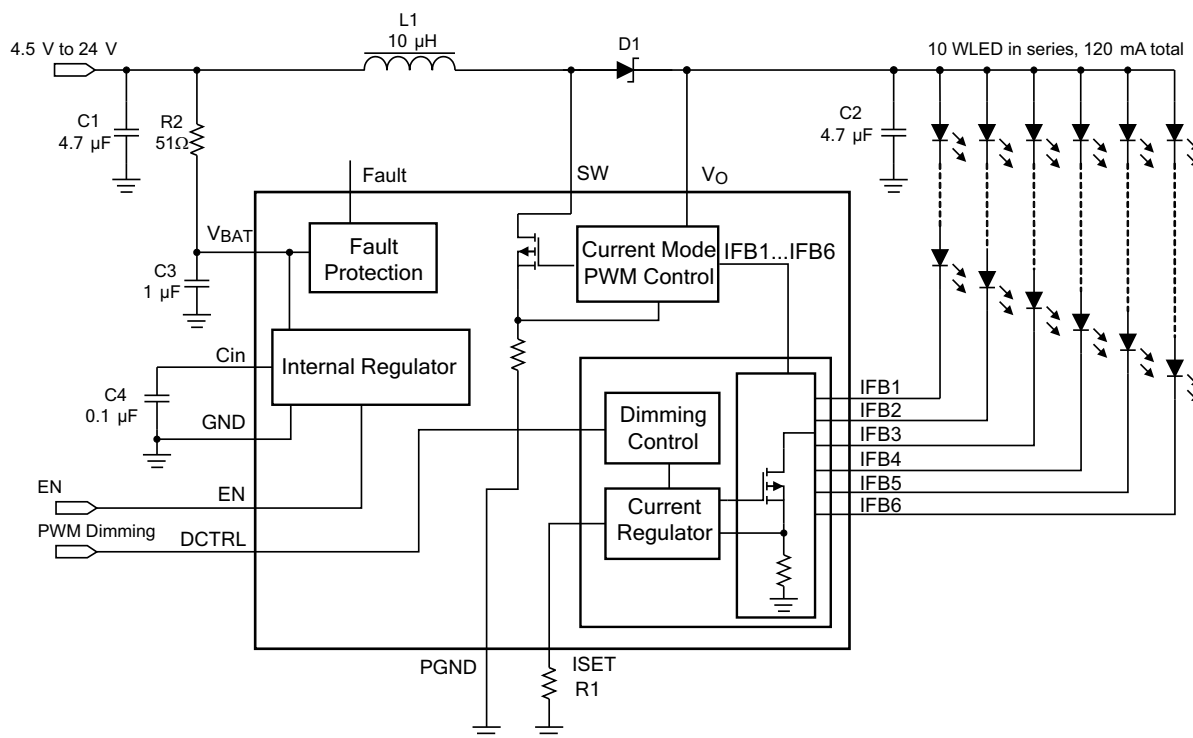 L1
10 µH
4.5 V to 24 V
D1
10 WLED in series, 120 mA total
C1
4.7 µF
R2
51Ω
C2
4.7 µF
Fault
SW
VO
VBAT
Fault
Protection
Current Mode
PWM Control
IFB1...IFB6
C3
1 µF
Cin
Internal Regulator
C4
0.1 µF
GND
Dimming
Control
IFB1
IFB2
IFB3
IFB4
IFB5
IFB6
EN
EN
Current
Regulator
PWM Dimming
DCTRL
PGND
ISET
R1